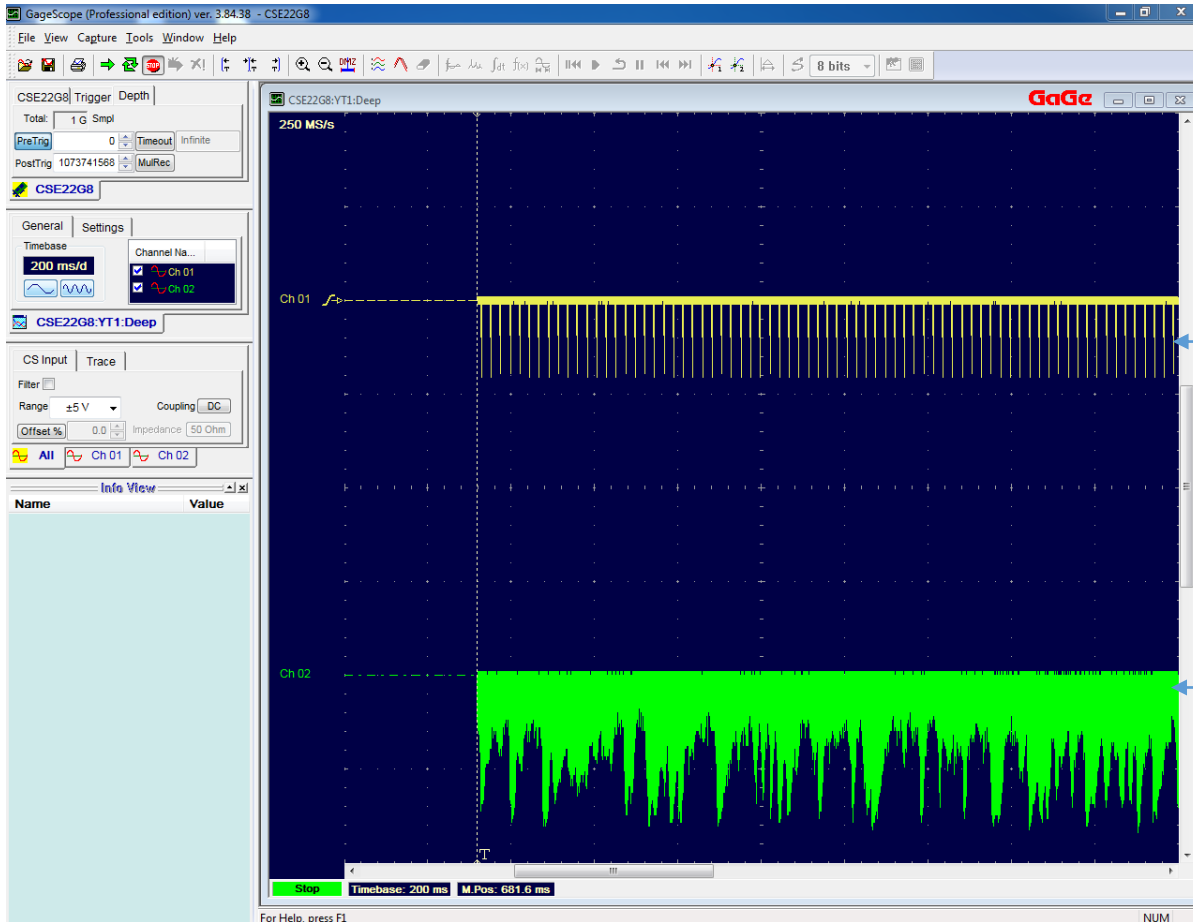 GageScope (Professional edition) ver. 3.84.38 - CSE22G8
File View Capture Tools Window Help
8 bits
CSE22G8 Trigger Depth
Total: 1 G Smpl
PreTrig 0 Timeout Infinite
PostTrig 1073741568 MulRec
CSE22G8
General Settings
Timebase
200 ms/d
Channel Na...
Ch 01
Ch 02
CSE22G8:YT1:Deep
CS Input Trace
Filter
Range ±5 V Coupling DC
Offset % 0.0 Impedance 50 Ohm
All Ch 01 Ch 02
Info View
Name Value
CSE22G8:YT1:Deep GaGe
250 MS/s
Ch 01
Ch 02
T
Stop Timebase: 200 ms M.Pos: 681.6 ms
For Help, press F1 NUM